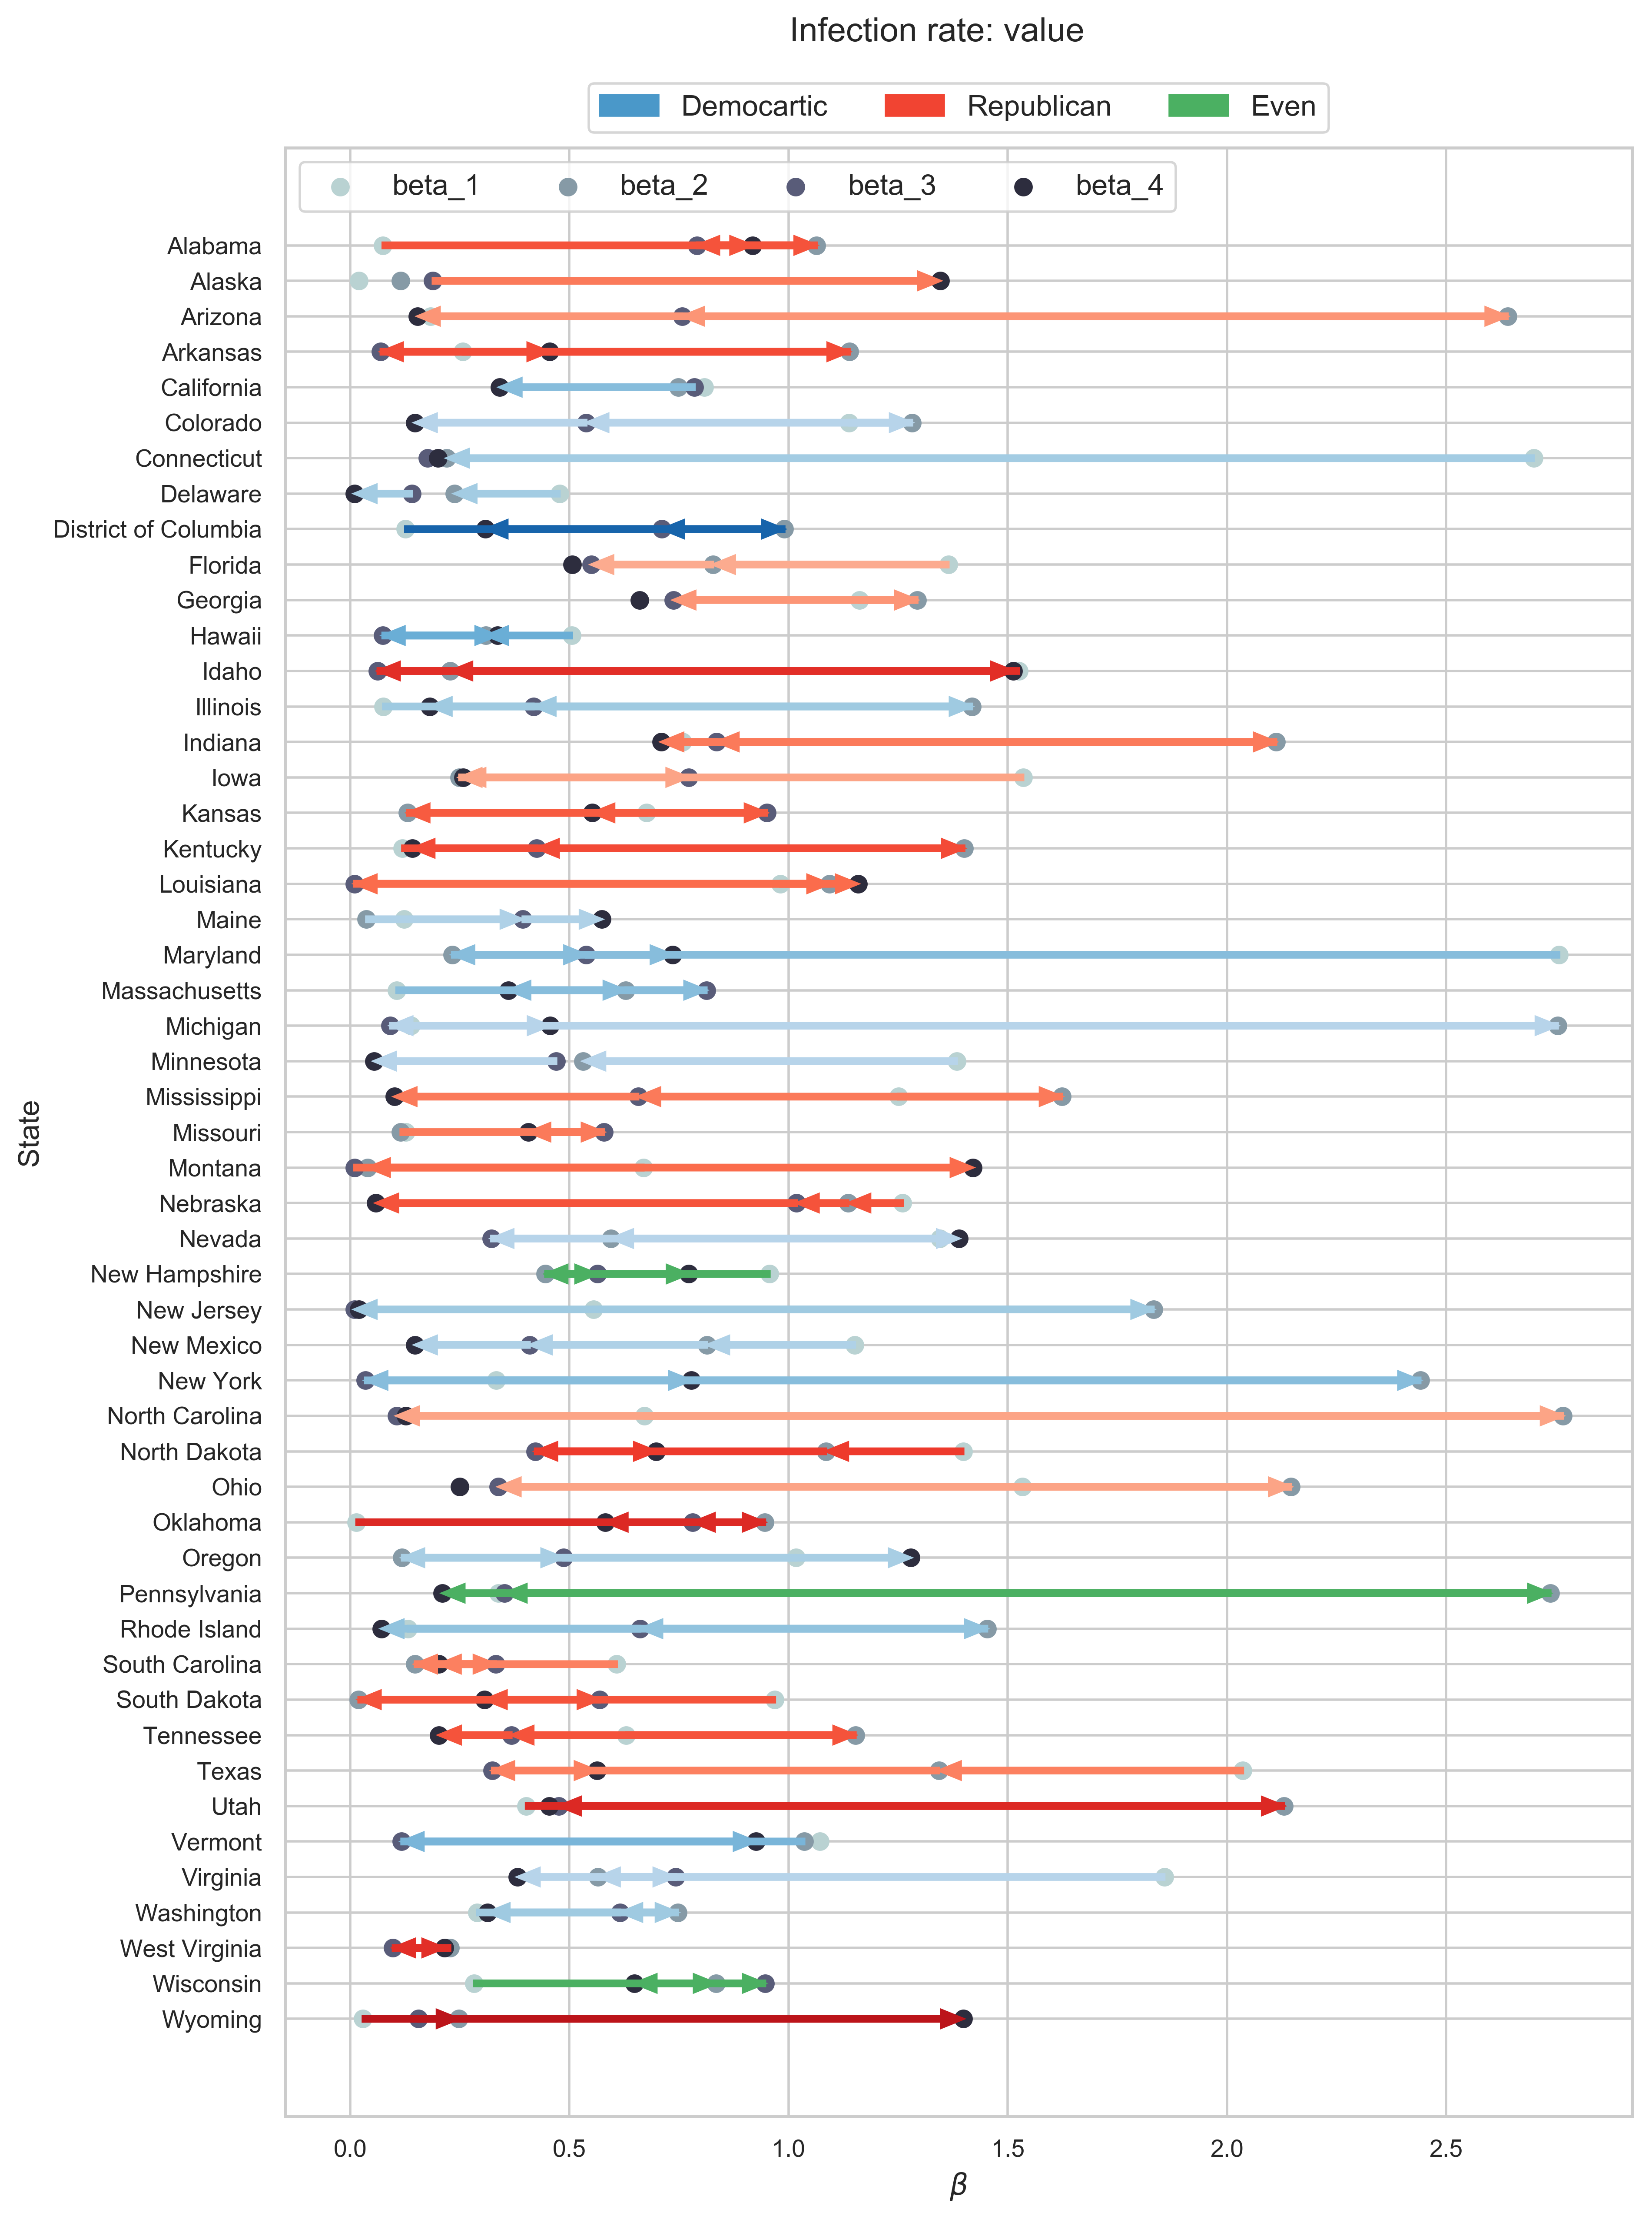 Infection rate: value
Democartic Republican Even
beta_1 beta_2 beta_3 beta_4
Alabama
Alaska
Arizona
Arkansas
California
Colorado
Connecticut
Delaware
District of Columbia
Florida
Georgia
Hawaii
Idaho
Illinois
Indiana
Iowa
Kansas
Kentucky
Louisiana
Maine
Maryland
Massachusetts
Michigan
Minnesota
Mississippi
Missouri
Montana
Nebraska
Nevada
New Hampshire
New Jersey
New Mexico
New York
North Carolina
North Dakota
Ohio
Oklahoma
Oregon
Pennsylvania
Rhode Island
South Carolina
South Dakota
Tennessee
Texas
Utah
Vermont
Virginia
Washington
West Virginia
Wisconsin
Wyoming
State
0.0 0.5 1.0 1.5 2.0 2.5
β